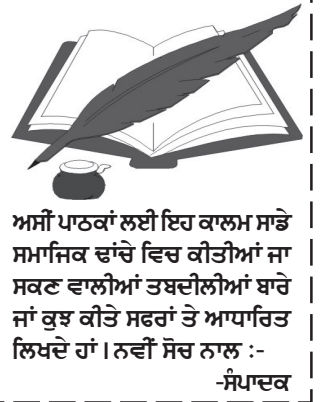 ਅਸੀਂ ਪਾਠਕਾਂ ਲਈ ਇਹ ਕਾਲਮ ਸਾਡੇ
ਸਮਾਜਿਕ ਢਾਂਚੇ ਵਿਚ ਕੀਤੀਆਂ ਜਾ
ਸਕਣ ਵਾਲੀਆਂ ਤਬਦੀਲੀਆਂ ਬਾਰੇ
ਜਾਂ ਕੁਝ ਕੀਤੇ ਸਫਰਾਂ ਤੇ ਆਧਾਰਿਤ
ਲਿਖਦੇ ਹਾਂ। ਨਵੀਂ ਸੋਚ ਨਾਲ :-
-ਸੰਪਾਦਕ